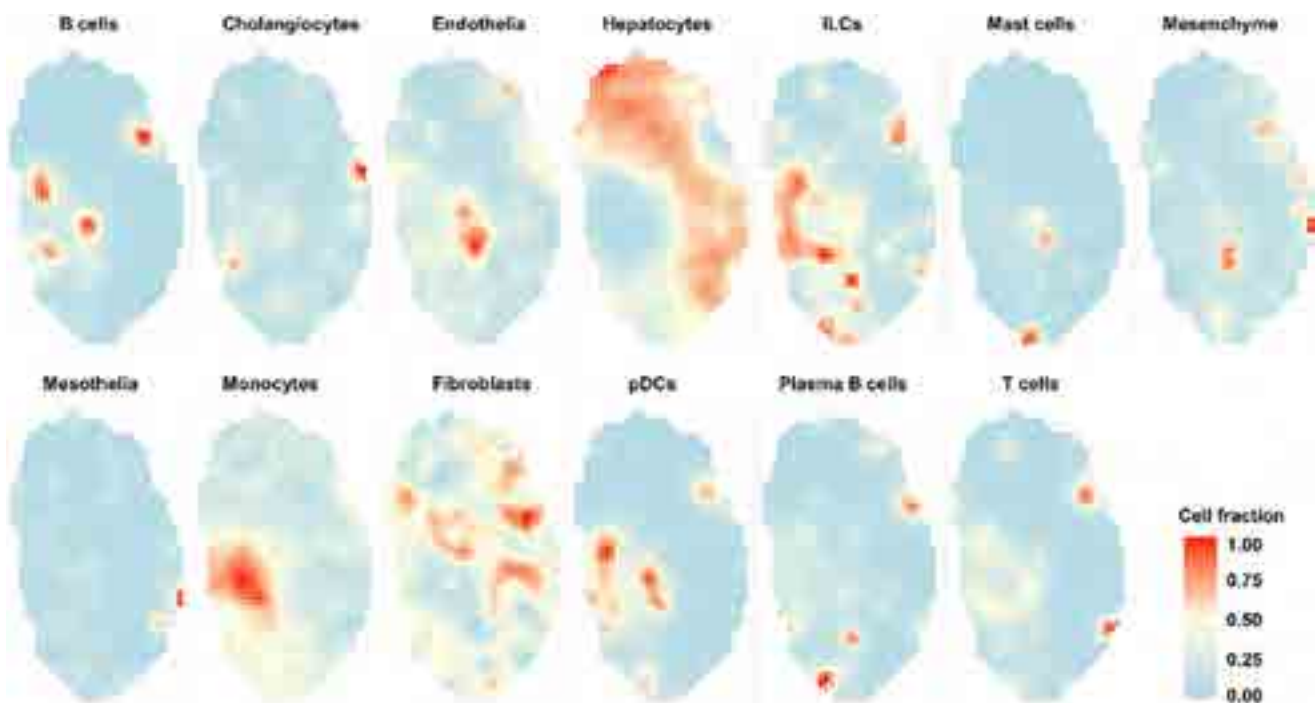 B cells Cholangiocytes Endothelia Hepatocytes ILCs Mast cells Mesenchyme
Mesothelia Monocytes Fibroblasts pDCs Plasma B cells T cells
Cell fraction
1.00
0.75
0.50
0.25
0.00